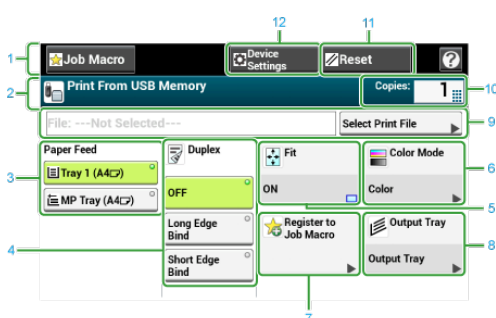 12 11
1 Job Macro Device Settings Reset ?
2 Print From USB Memory Copies: 1 10
File: ---Not Selected--- Select Print File 9
Paper Feed Duplex Fit Color Mode
3 Tray 1 (A4) OFF ON Color 6
MP Tray (A4) 5
4 Long Edge Bind Register to Job Macro Output Tray
Short Edge Bind Output Tray 8
7